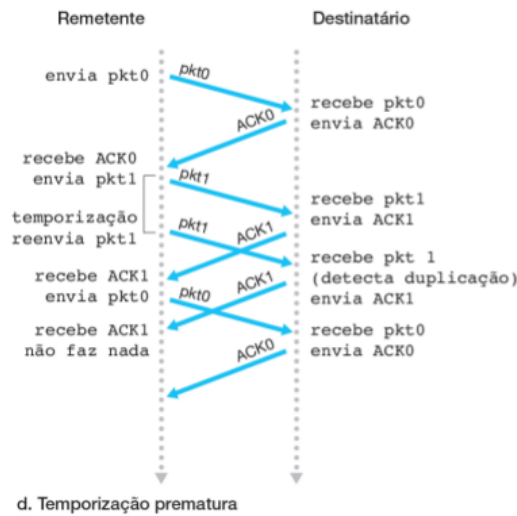 Remetente
Destinatário
envia pkt0
pkt0
recebe pkt0
envia ACK0
ACK0
recebe ACK0
envia pkt1
pkt1
recebe pkt1
envia ACK1
temporização
reenvia pkt1
pkt1
ACK1
recebe pkt 1
(detecta duplicação)
envia ACK1
recebe ACK1
envia pkt0
pkt0
ACK1
recebe pkt0
envia ACK0
recebe ACK1
não faz nada
ACK0
d. Temporização prematura